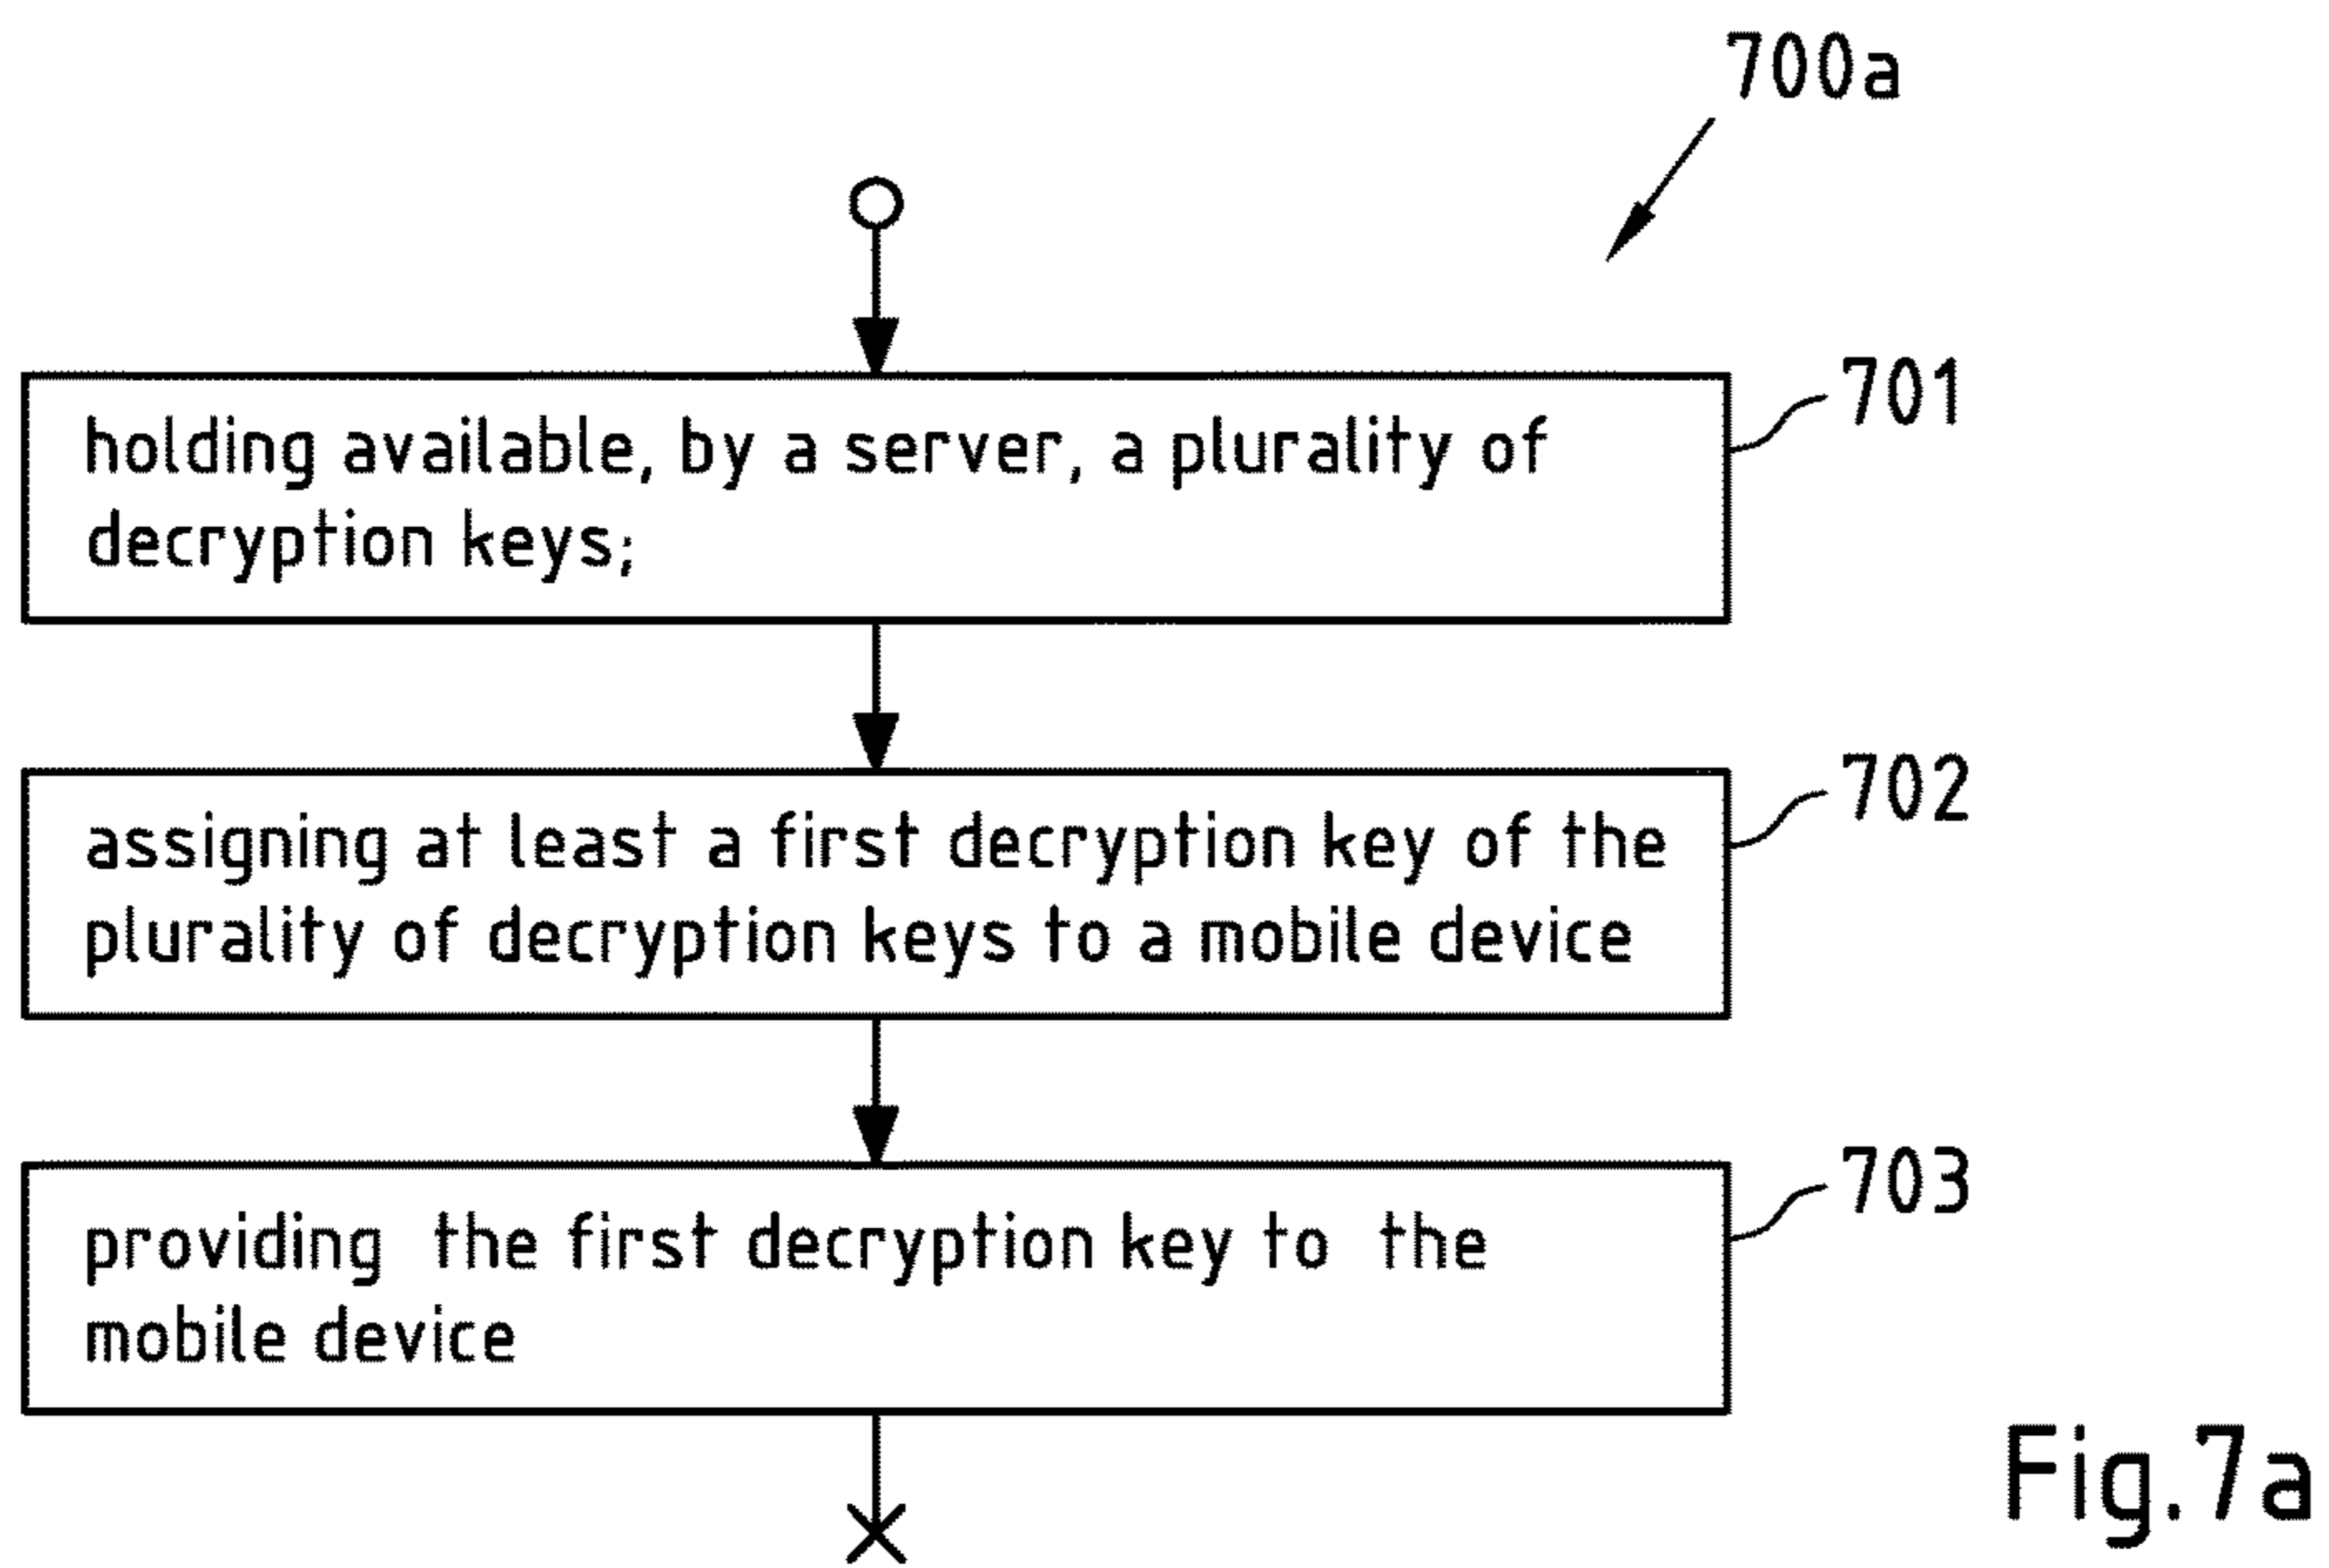 700a
holding available, by a server, a plurality of
decryption keys;
701
assigning at least a first decryption key of the
plurality of decryption keys to a mobile device
702
providing the first decryption key to the
mobile device
703
Fig.7a